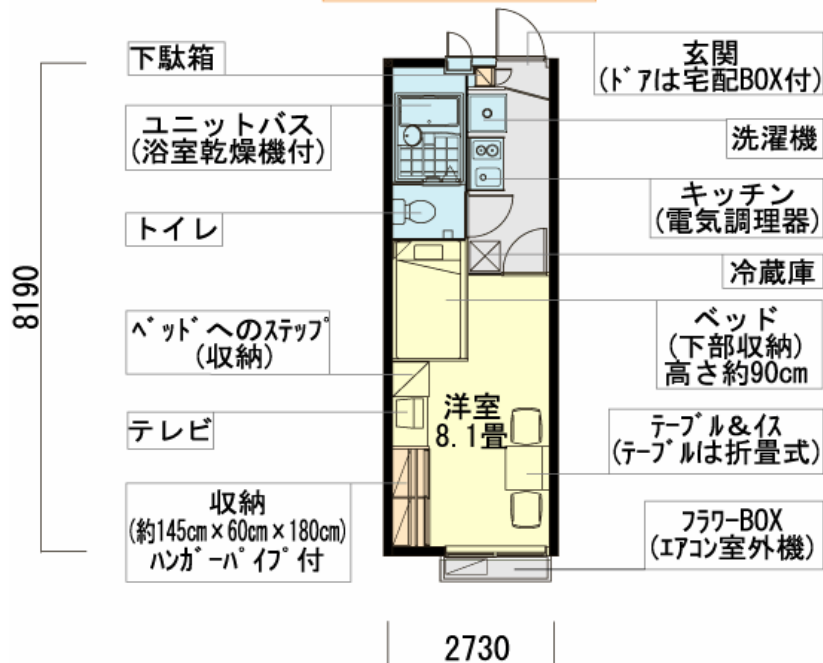 下駄箱
ユニットバス
(浴室乾燥機付)
トイレ
8190
ﾍﾞｯﾄﾞへのｽﾃｯﾌﾟ
(収納)
テレビ
収納
(約145cm×60cm×180cm)
ﾊﾝｶﾞｰﾊﾟｲﾌﾟ付
洋室
8.1畳
玄関
(ﾄﾞｱは宅配BOX付)
洗濯機
キッチン
(電気調理器)
冷蔵庫
ベッド
(下部収納)
高さ約90cm
ﾃｰﾌﾞﾙ&ｲｽ
(ﾃｰﾌﾞﾙは折畳式)
ﾌﾗﾜｰBOX
(ｴｱｺﾝ室外機)
2730